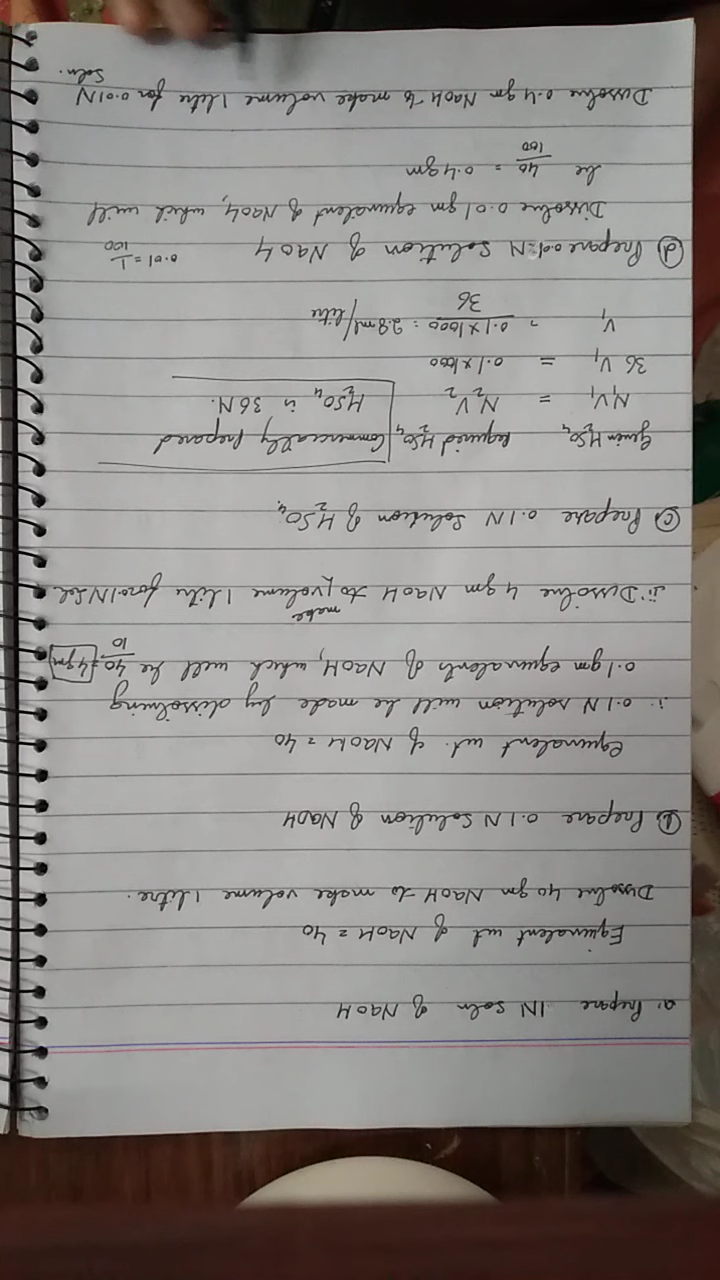 a. Prepare 1N Soln of NaOH
Equivalent wt of NaOH = 40
Dissolve 40 gm NaOH to make volume 1 litre.
(b) Prepare 0.1N Solution of NaOH
Equivalent wt. of NaOH = 40
∴ 0.1N solution will be made by dissolving
0.1 gm equivalents of NaOH, which will be 40/10 = 4 gm
∴ Dissolve 4 gm NaOH to make volume 1 litre for 0.1N Sol.
(c) Prepare 0.1N Solution of H2SO4
Given H2SO4 Required H2SO4 Commercially Prepared
N1V1 = N2V2 H2SO4 is 36N.
36 V1 = 0.1 × 1000
V1 = 0.1 × 1000 / 36 = 2.8 ml/litre
(d) Prepare 0.01N Solution of NaOH 0.01 = 1/100
Dissolve 0.01 gm equivalent of NaOH, which will
be 40/100 = 0.4 gm
Dissolve 0.4 gm NaOH to make volume 1 litre for 0.01N
Soln.